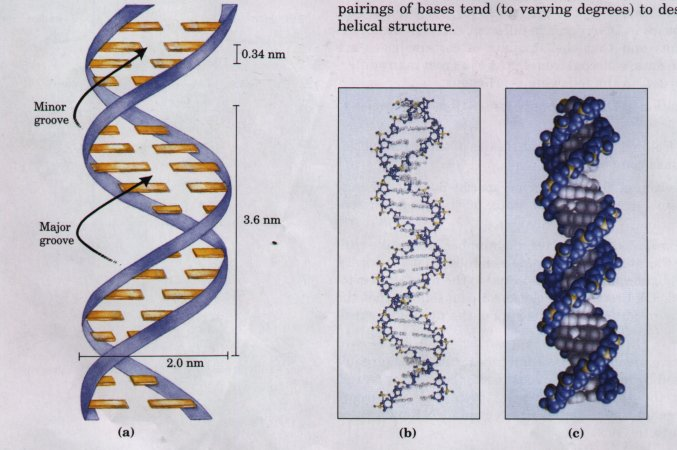 pairings of bases tend (to varying degrees) to
helical structure.
0.34 nm
Minor
groove
Major
groove
3.6 nm
2.0 nm
(a)
(b)
(c)